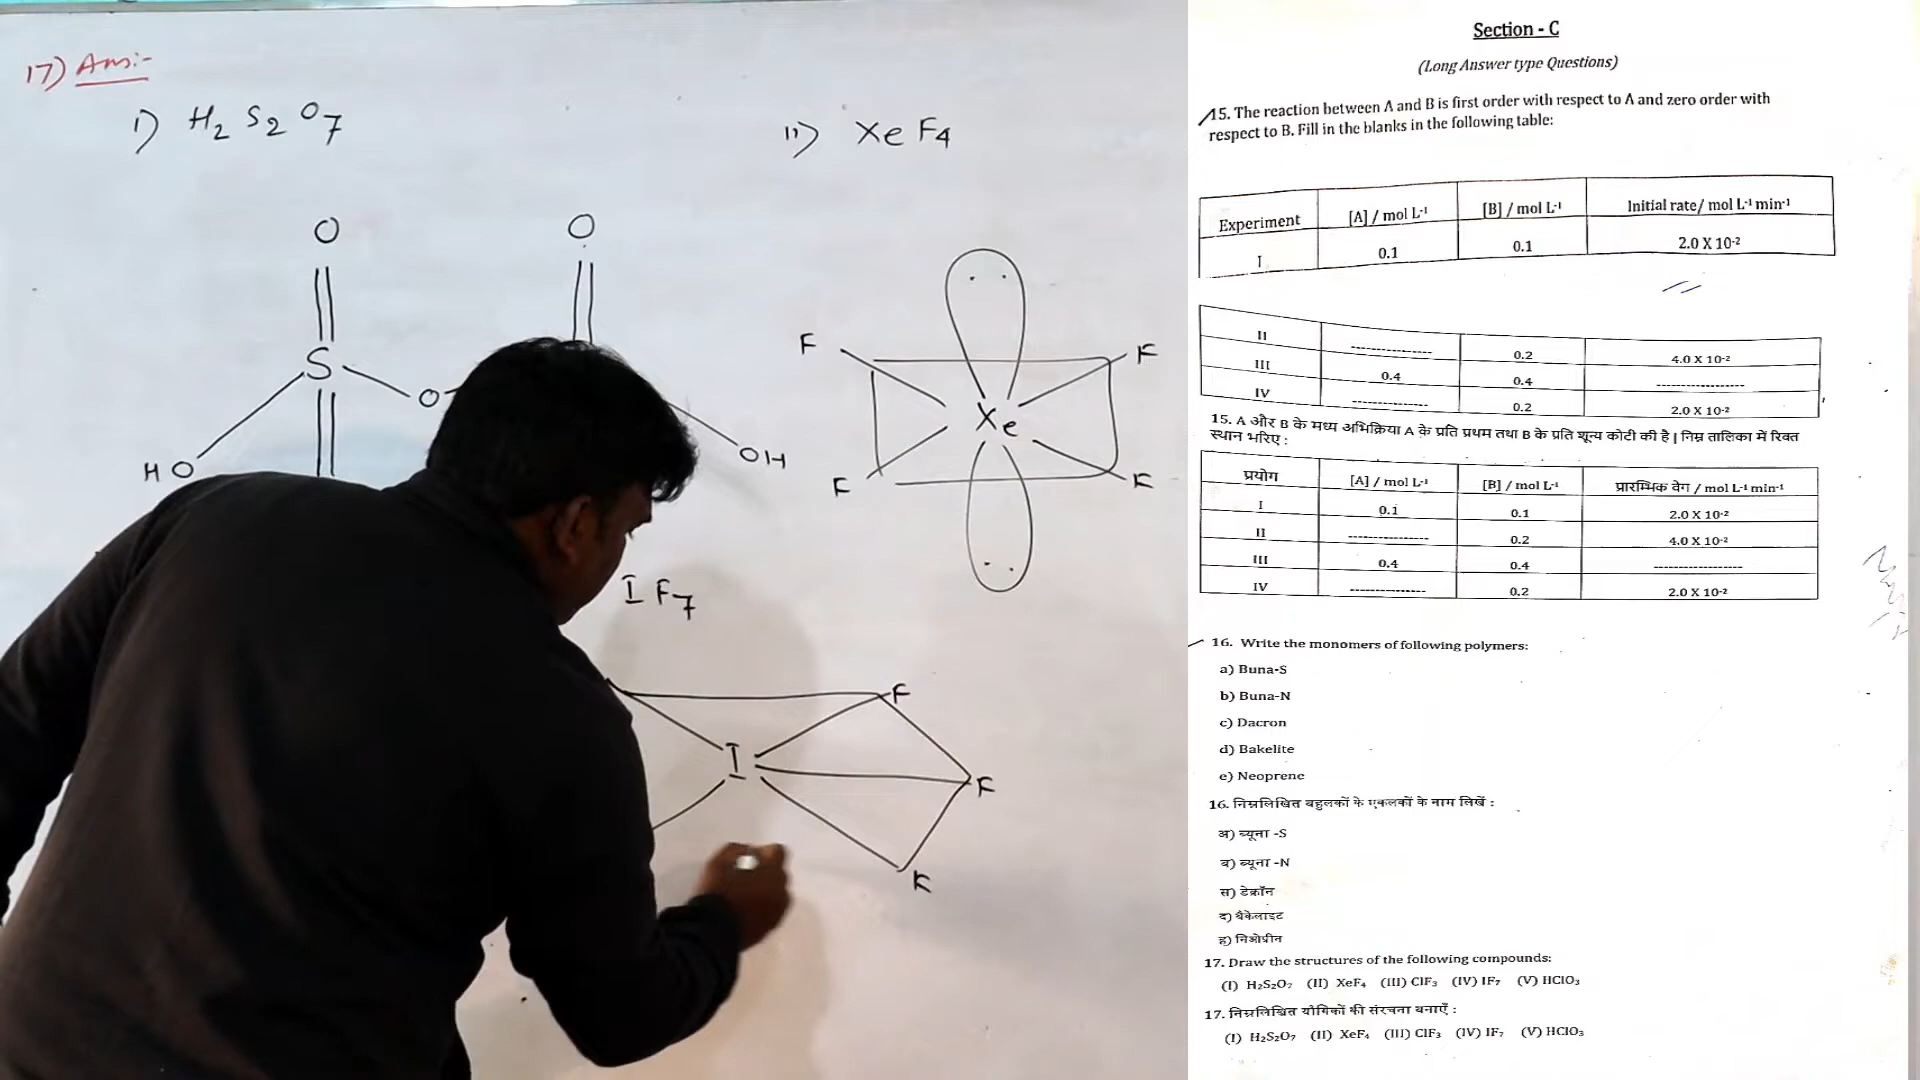 17) Ans:-
i) H2S2O7
ii) XeF4
O
O
S
O
HO
OH
F
F
Xe
F
F
IF7
F
I
F
F
Section - C
(Long Answer type Questions)
15. The reaction between A and B is first order with respect to A and zero order with
respect to B. Fill in the blanks in the following table:
Experiment [A] / mol L-1 [B] / mol L-1 Initial rate/ mol L-1 min-1
I 0.1 0.1 2.0 X 10-2
II ---------------- 0.2 4.0 X 10-2
III 0.4 0.4 ------------------
IV --------------- 0.2 2.0 X 10-2
15. A और B के मध्य अभिक्रिया A के प्रति प्रथम तथा B के प्रति शून्य कोटी की है | निम्न तालिका में रिक्त
स्थान भरिए :
प्रयोग [A] / mol L-1 [B] / mol L-1 प्रारम्भिक वेग / mol L-1 min-1
I 0.1 0.1 2.0 X 10-2
II ---------------- 0.2 4.0 X 10-2
III 0.4 0.4 ------------------
IV --------------- 0.2 2.0 X 10-2
16. Write the monomers of following polymers:
a) Buna-S
b) Buna-N
c) Dacron
d) Bakelite
e) Neoprene
16. निम्नलिखित बहुलकों के एकलकों के नाम लिखें :
अ) ब्यूना -S
ब) ब्यूना -N
स) डेक्रॉन
द) बैकेलाइट
ह) निओप्रीन
17. Draw the structures of the following compounds:
(I) H2S2O7 (II) XeF4 (III) ClF3 (IV) IF7 (V) HClO3
17. निम्नलिखित यौगिकों की संरचना बनाएँ :
(I) H2S2O7 (II) XeF4 (III) ClF3 (IV) IF7 (V) HClO3